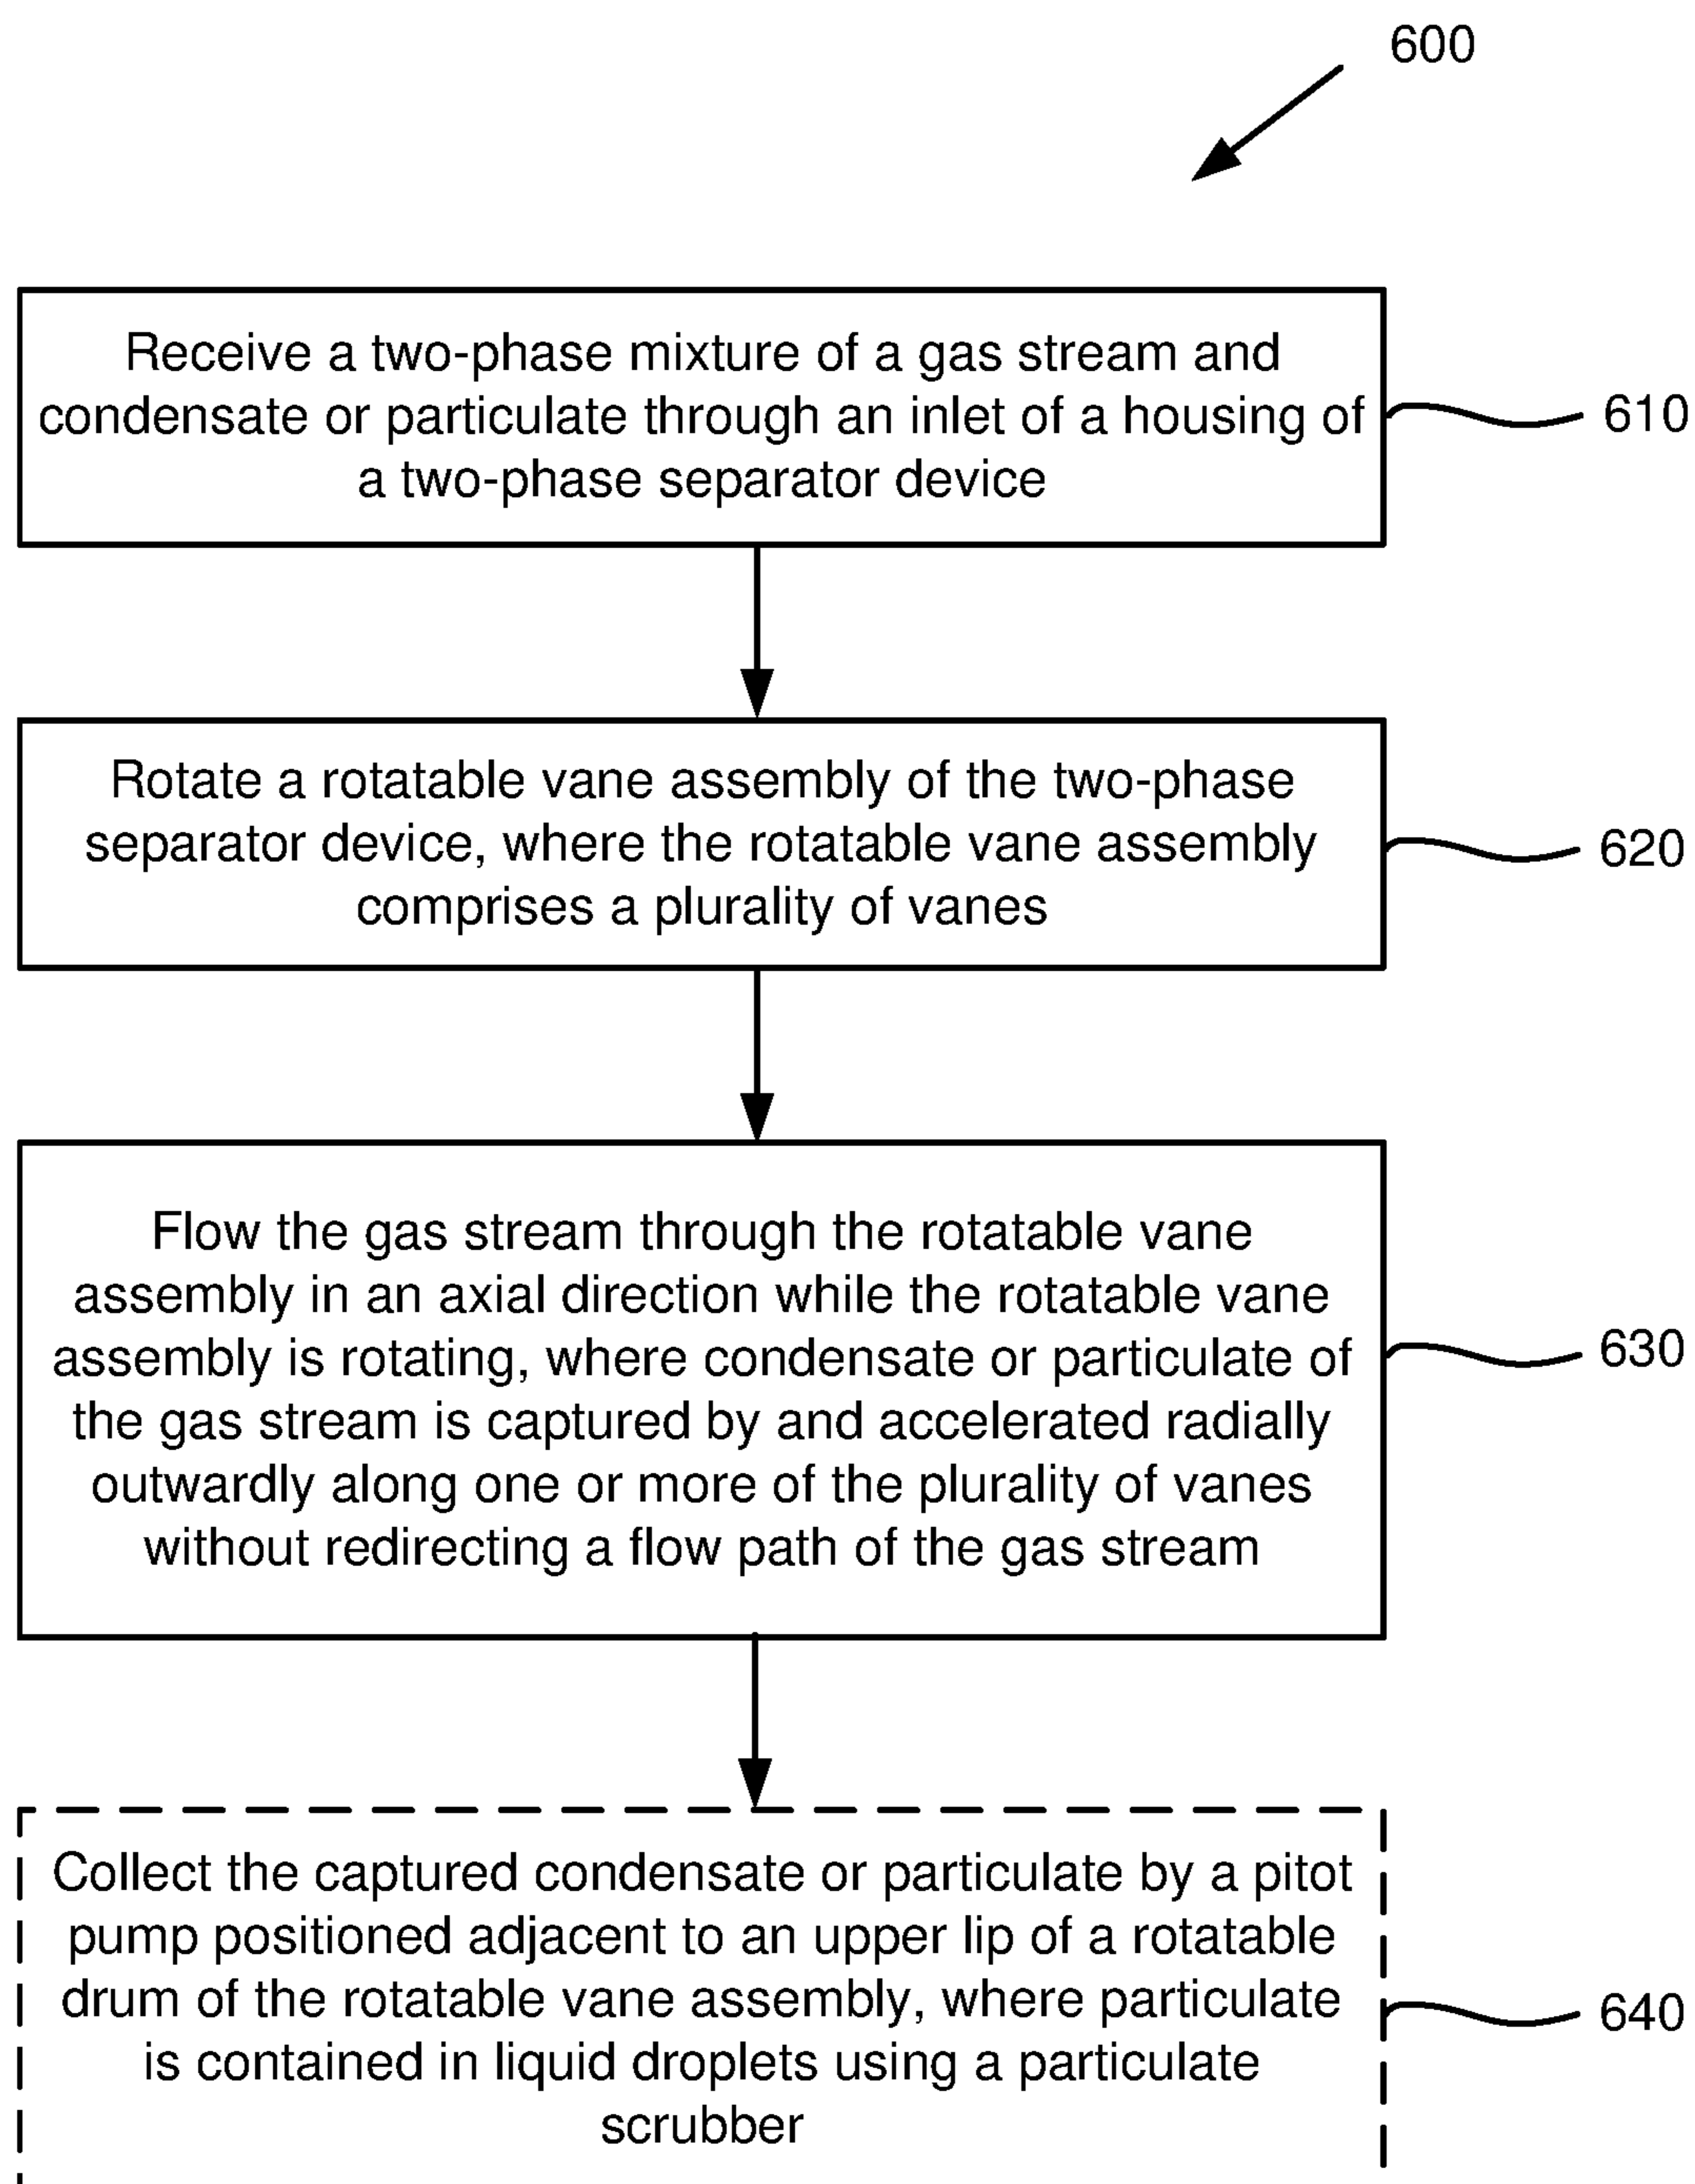 600
Receive a two-phase mixture of a gas stream and
condensate or particulate through an inlet of a housing of
a two-phase separator device
610
Rotate a rotatable vane assembly of the two-phase
separator device, where the rotatable vane assembly
comprises a plurality of vanes
620
Flow the gas stream through the rotatable vane
assembly in an axial direction while the rotatable vane
assembly is rotating, where condensate or particulate of
the gas stream is captured by and accelerated radially
outwardly along one or more of the plurality of vanes
without redirecting a flow path of the gas stream
630
Collect the captured condensate or particulate by a pitot
pump positioned adjacent to an upper lip of a rotatable
drum of the rotatable vane assembly, where particulate
is contained in liquid droplets using a particulate
scrubber
640